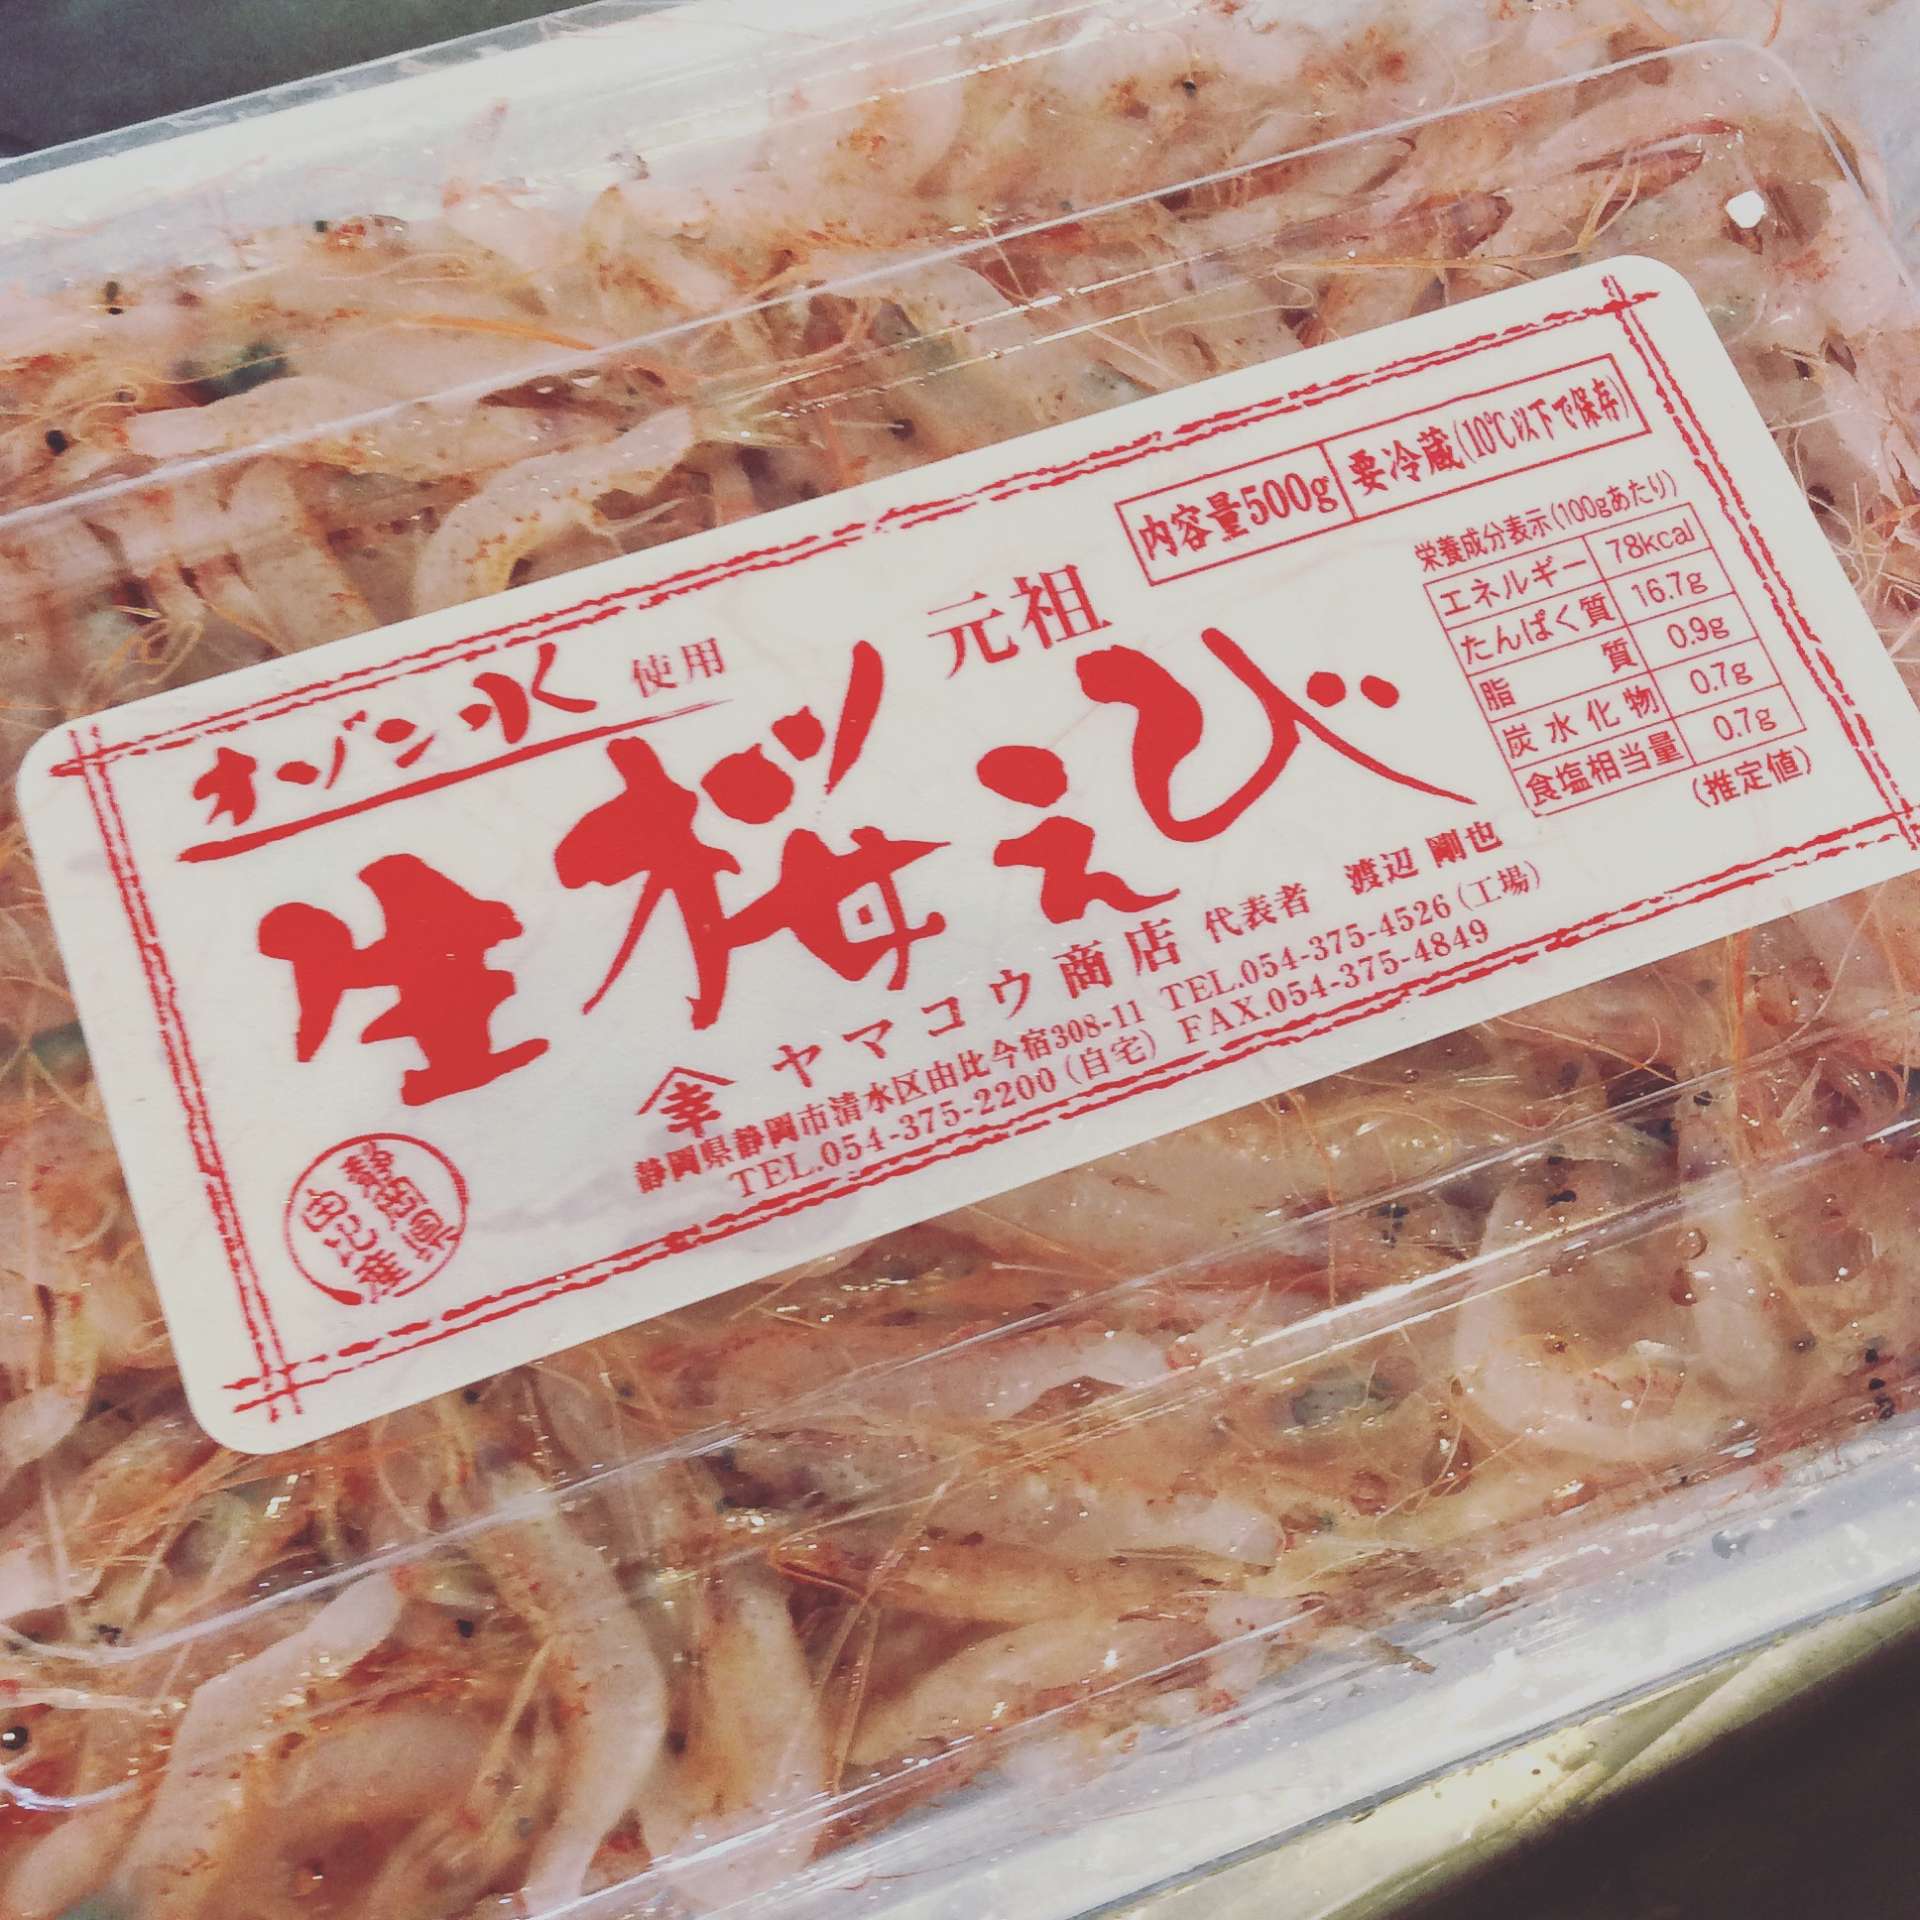 オゾン水 使用
元祖
生桜えび
内容量500g 要冷蔵(10℃以下で保存)
栄養成分表示(100gあたり)
エネルギー 78kcal
たんぱく質 16.7g
脂質 0.9g
炭水化物 0.7g
食塩相当量 0.7g
(推定値)
幸 ヤマコウ商店 代表者 渡辺 剛也
静岡県静岡市清水区由比今宿308-11 TEL.054-375-4526(工場)
TEL.054-375-2200(自宅) FAX.054-375-4849
静岡県
由比産